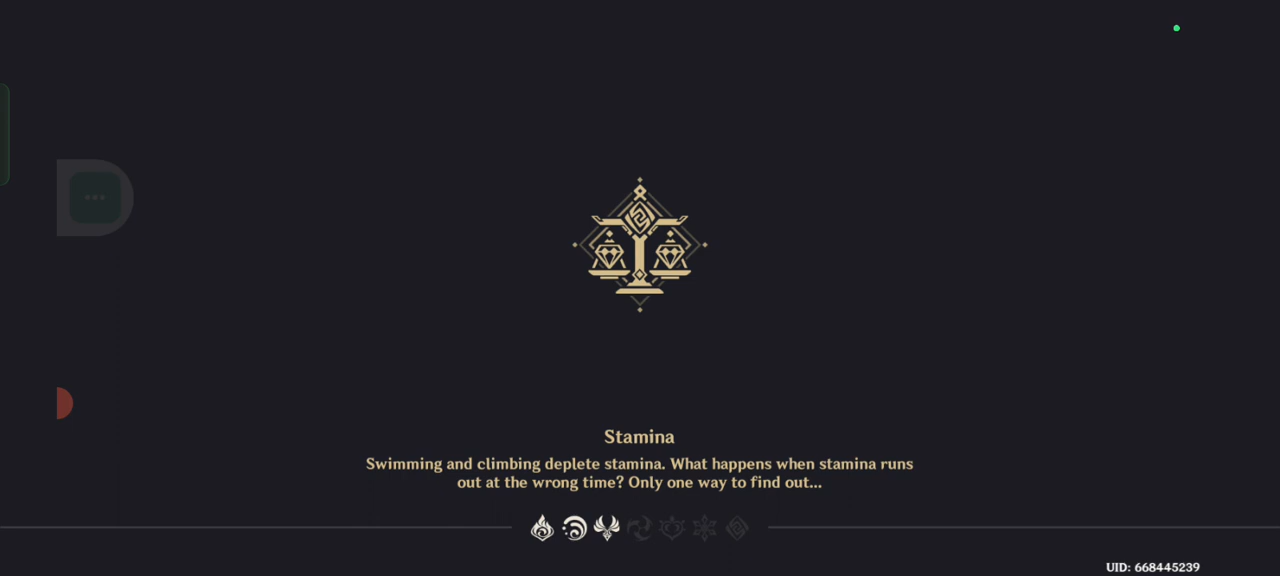 Stamina
Swimming and climbing deplete stamina. What happens when stamina runs
out at the wrong time? Only one way to find out...
UID: 668445239